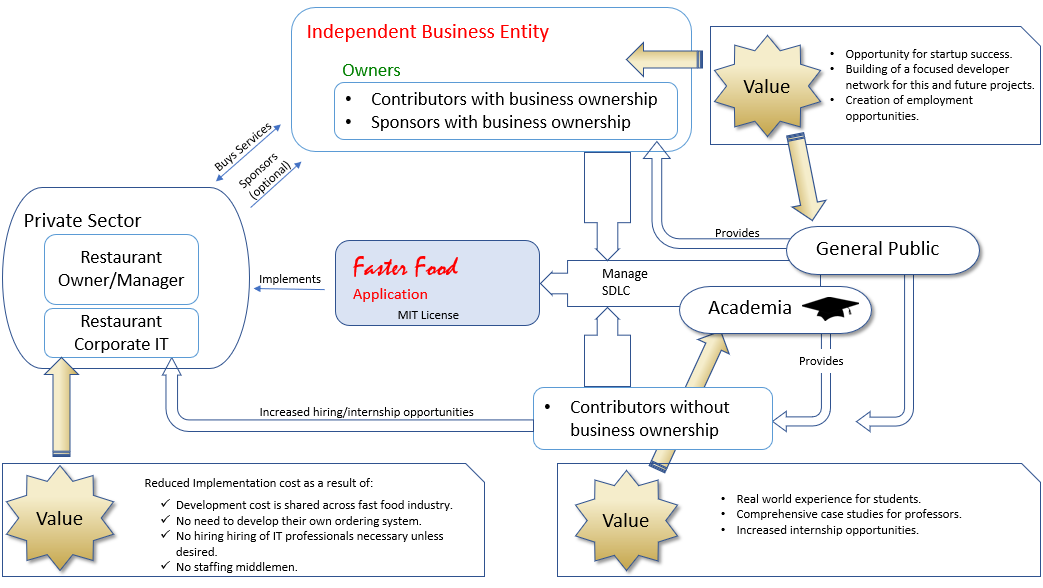 Independent Business Entity
Owners
• Contributors with business ownership
• Sponsors with business ownership
Value
• Opportunity for startup success.
• Building of a focused developer
network for this and future projects.
• Creation of employment
opportunities.
Buys Services
Sponsors
(optional)
Private Sector
Restaurant
Owner/Manager
Restaurant
Corporate IT
Implements
Faster Food
Application
MIT License
Manage
SDLC
Provides
General Public
Academia
Provides
• Contributors without
business ownership
Increased hiring/internship opportunities
Value
Reduced Implementation cost as a result of:
✓ Development cost is shared across fast food industry.
✓ No need to develop their own ordering system.
✓ No hiring hiring of IT professionals necessary unless
desired.
✓ No staffing middlemen.
Value
• Real world experience for students.
• Comprehensive case studies for professors.
• Increased internship opportunities.